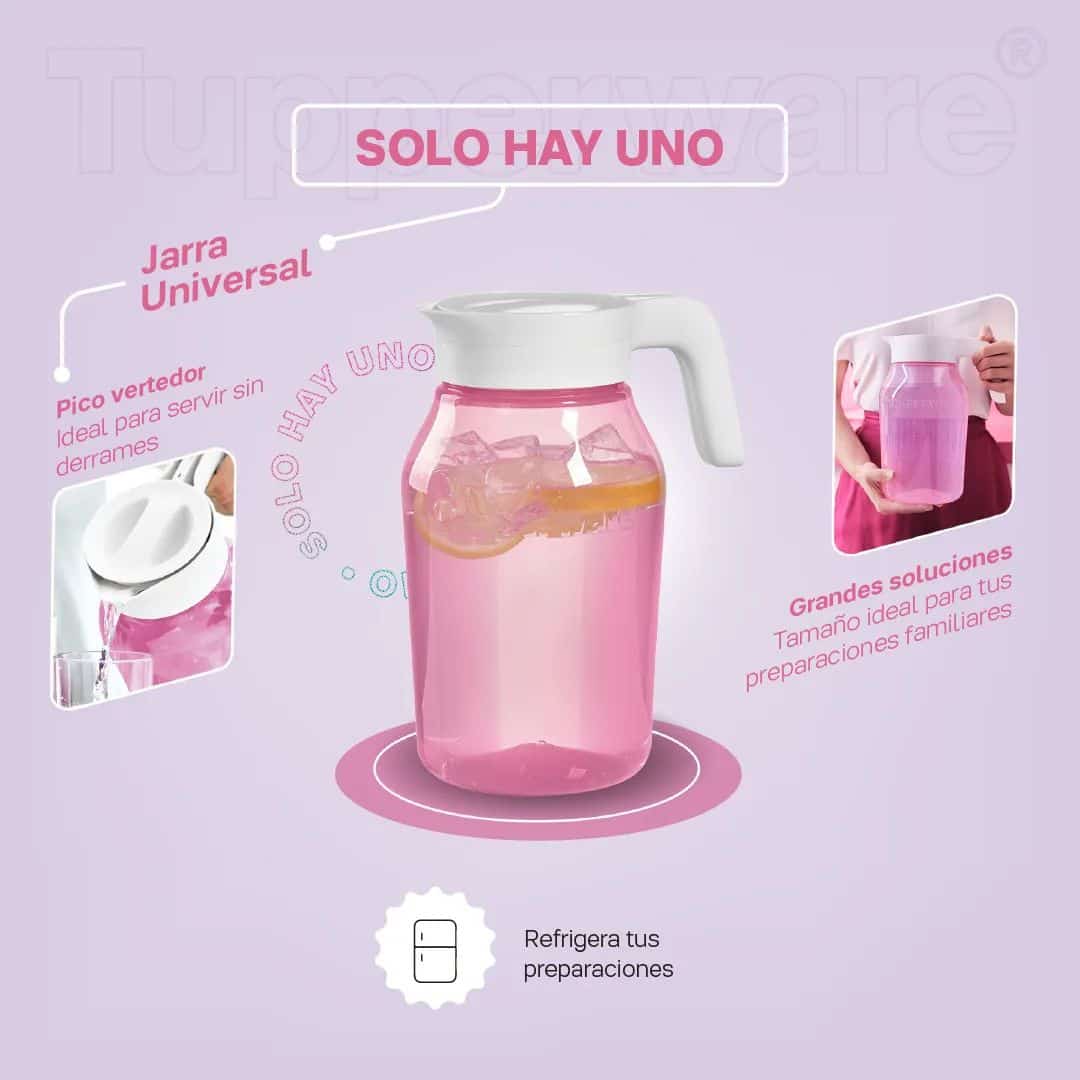 Tupperware®
SOLO HAY UNO
Jarra
Universal
Pico vertedor
Ideal para servir sin
derrames
SOLO HAY UNO
NO.
Grandes soluciones
Tamaño ideal para tus
preparaciones familiares
Refrigera tus
preparaciones